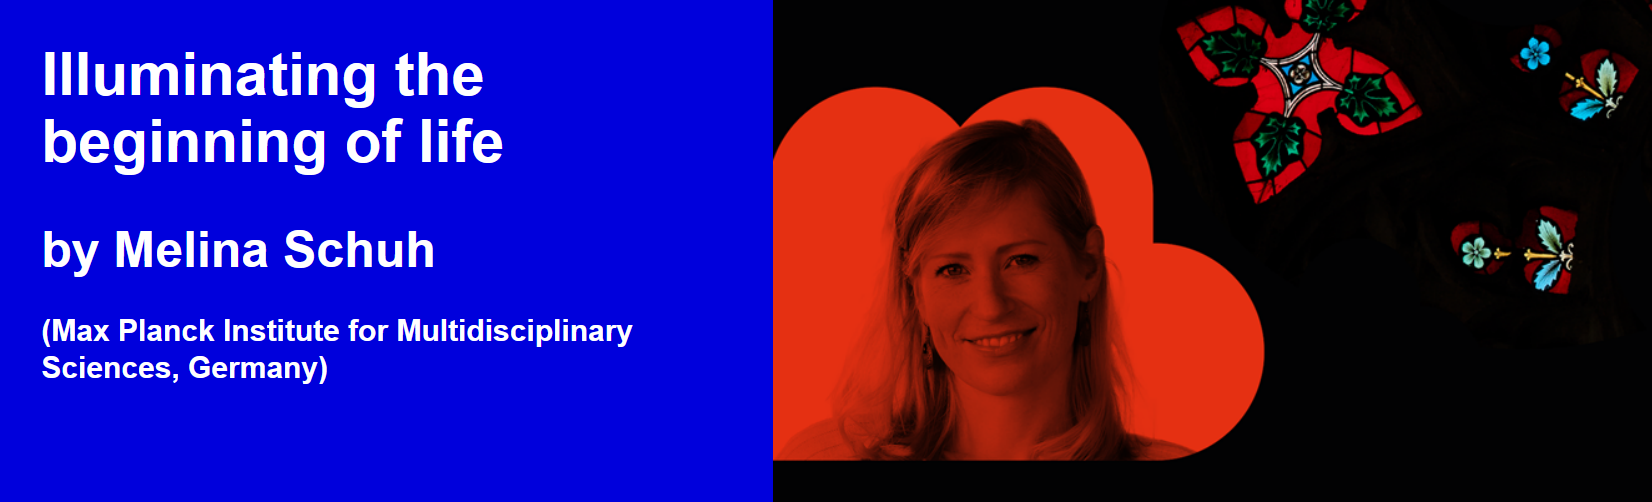 Illuminating the
beginning of life
by Melina Schuh
(Max Planck Institute for Multidisciplinary
Sciences, Germany)